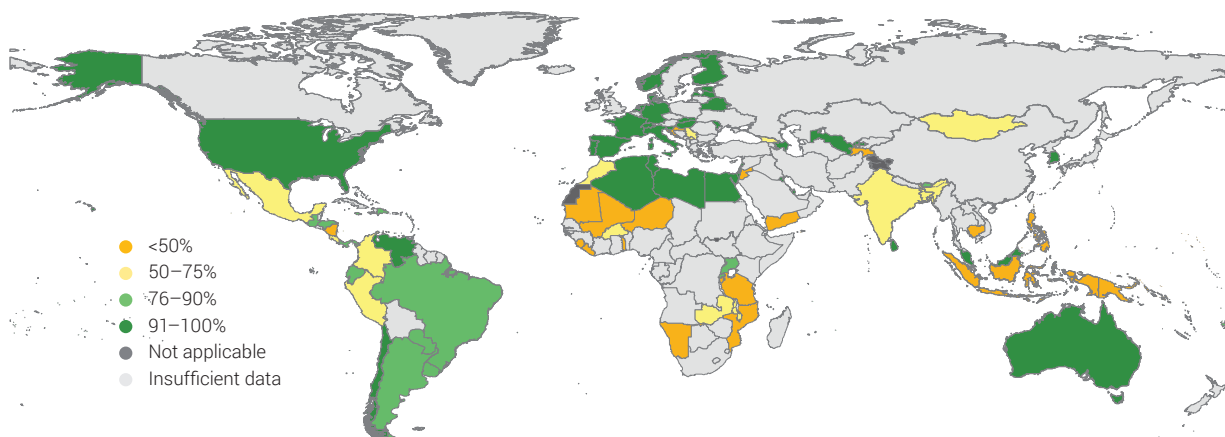 <50%
50–75%
76–90%
91–100%
Not applicable
Insufficient data